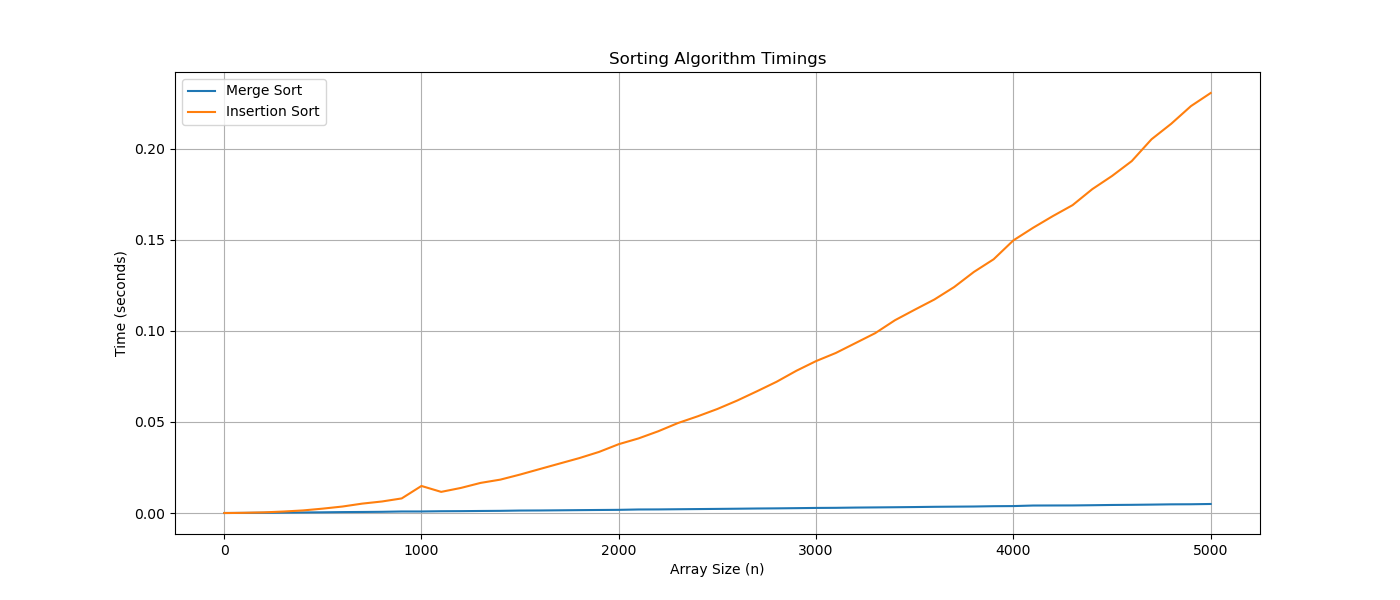 Sorting Algorithm Timings
Merge Sort
Insertion Sort
Time (seconds)
0.20
0.15
0.10
0.05
0.00
0 1000 2000 3000 4000 5000
Array Size (n)